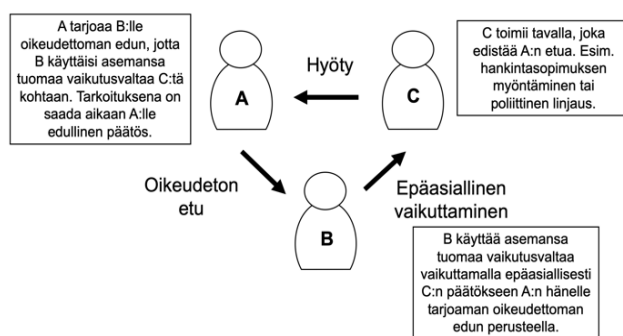 A tarjoaa B:lle
oikeudettoman edun, jotta
B käyttäisi asemansa
tuomaa vaikutusvaltaa C:tä
kohtaan. Tarkoituksena on
saada aikaan A:lle
edullinen päätös.
A
Hyöty
C
C toimii tavalla, joka
edistää A:n etua. Esim.
hankintasopimuksen
myöntäminen tai
poliittinen linjaus.
Oikeudeton
etu
B
Epäasiallinen
vaikuttaminen
B käyttää asemansa
tuomaa vaikutusvaltaa
vaikuttamalla epäasiallisesti
C:n päätökseen A:n hänelle
tarjoaman oikeudettoman
edun perusteella.